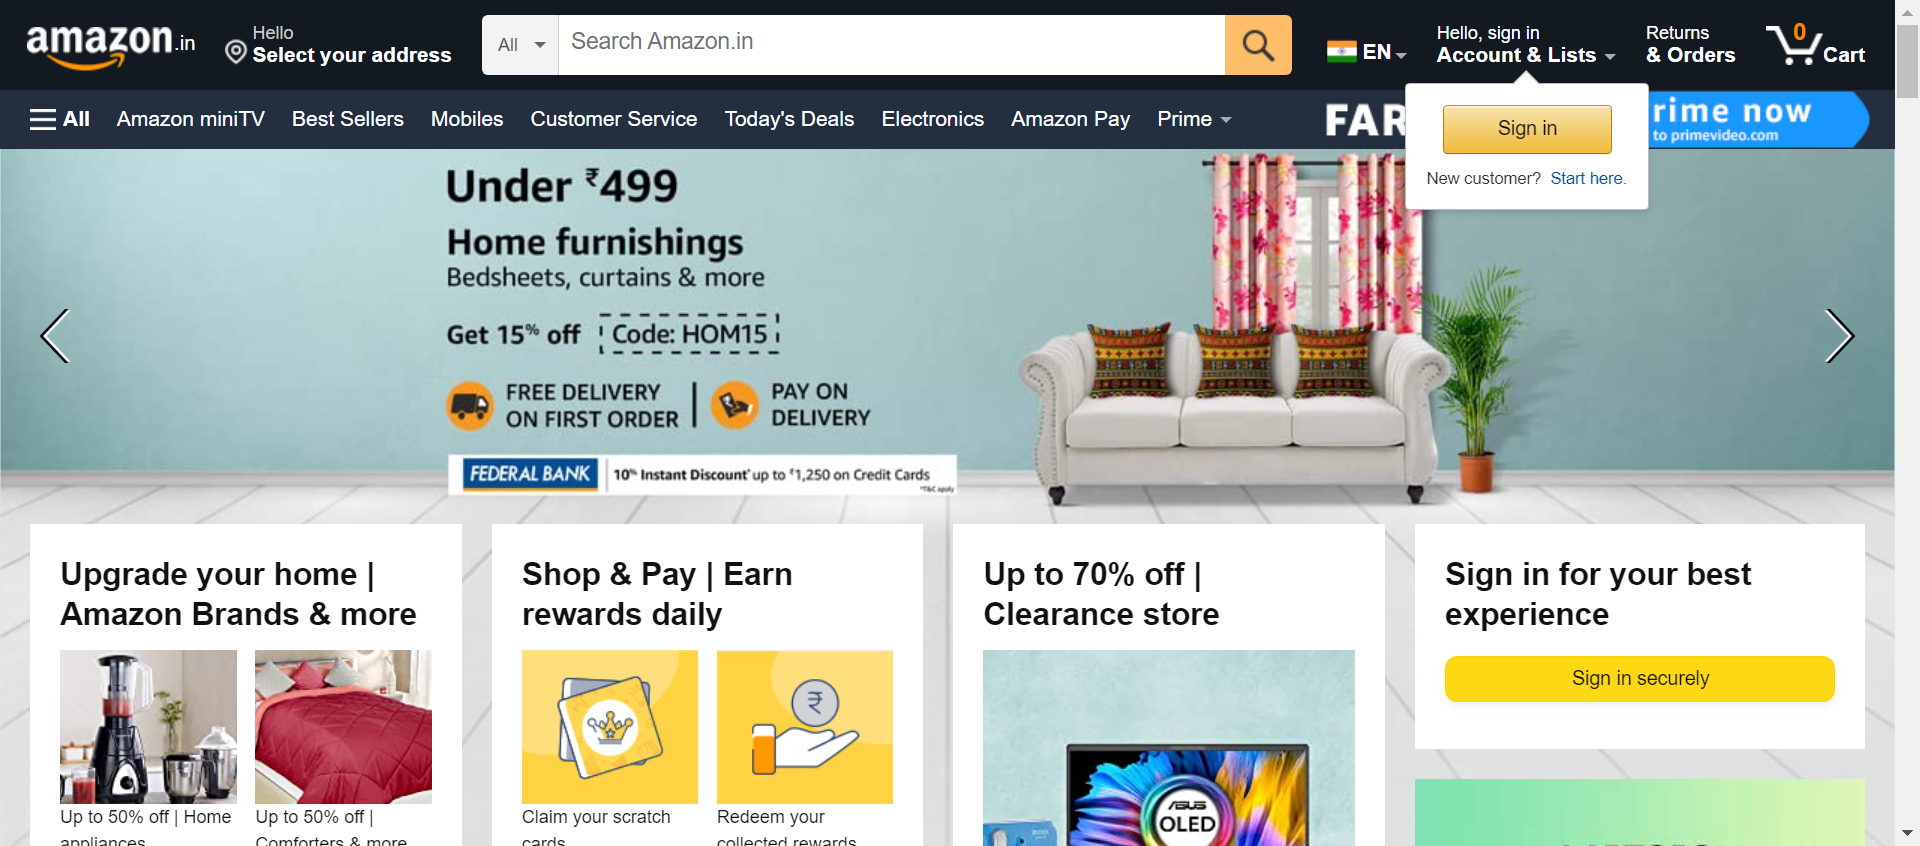 amazon.in
Hello
Select your address
All
Search Amazon.in
EN
Hello, sign in
Account & Lists
Returns
& Orders
0
Cart
All
Amazon miniTV
Best Sellers
Mobiles
Customer Service
Today's Deals
Electronics
Amazon Pay
Prime
rime now
to primevideo.com
Sign in
New customer? Start here.
Under ₹499
Home furnishings
Bedsheets, curtains & more
Get 15% off
Code: HOM15
FREE DELIVERY
ON FIRST ORDER
PAY ON
DELIVERY
FEDERAL BANK
10% Instant Discount* up to ₹1,250 on Credit Cards
*T&C apply
Upgrade your home |
Amazon Brands & more
Up to 50% off | Home
appliances
Up to 50% off |
Comforters & more
Shop & Pay | Earn
rewards daily
Claim your scratch
cards
Redeem your
collected rewards
Up to 70% off |
Clearance store
ASUS
OLED
Sign in for your best
experience
Sign in securely